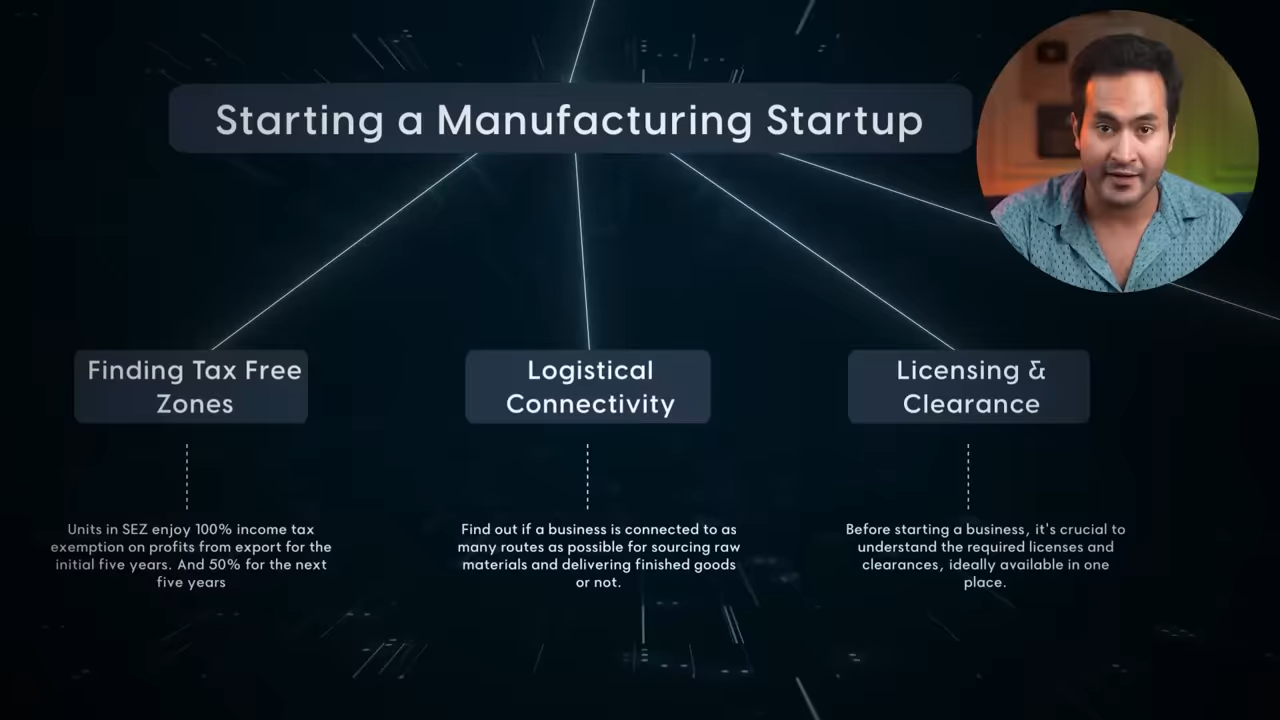 Starting a Manufacturing Startup
Finding Tax Free
Zones
Logistical
Connectivity
Licensing &
Clearance
Units in SEZ enjoy 100% income tax
exemption on profits from export for the
initial five years. And 50% for the next
five years
Find out if a business is connected to as
many routes as possible for sourcing raw
materials and delivering finished goods
or not.
Before starting a business, it's crucial to
understand the required licenses and
clearances, ideally available in one
place.